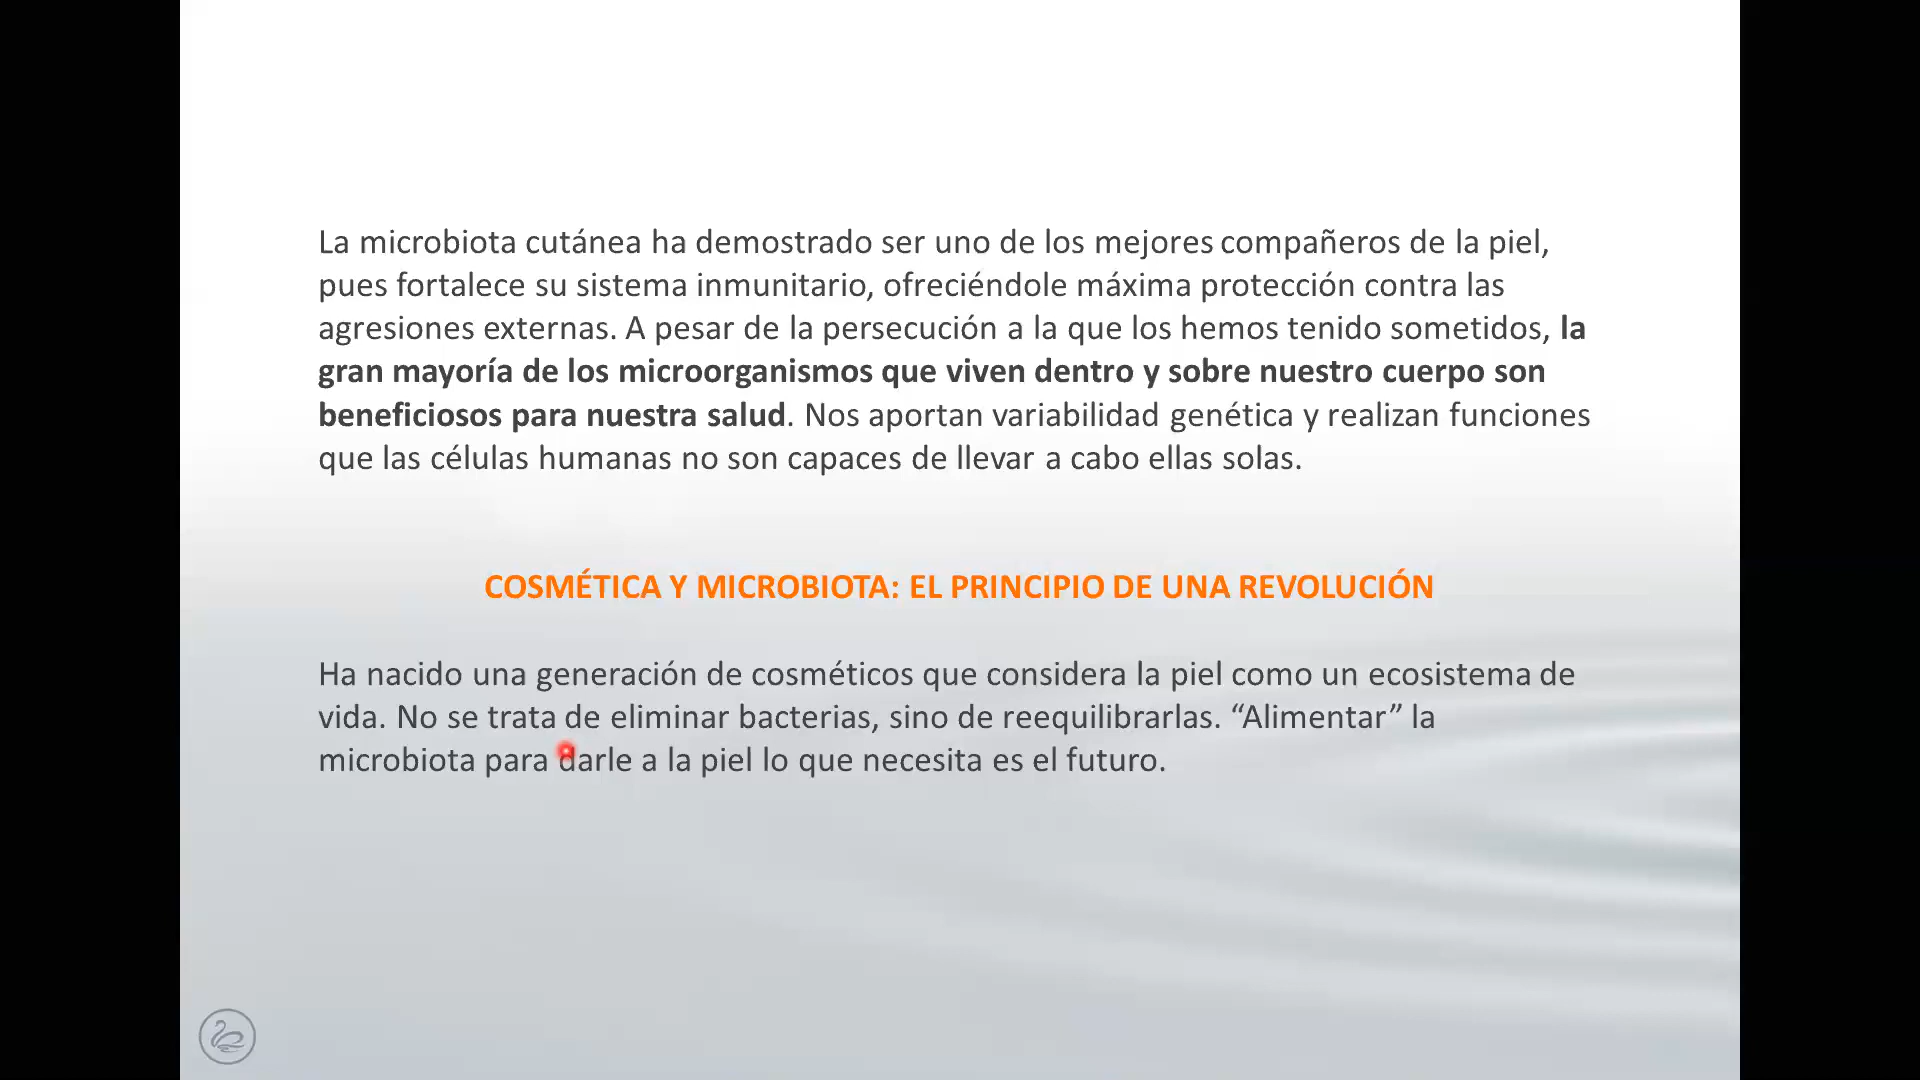 La microbiota cutánea ha demostrado ser uno de los mejores compañeros de la piel,
pues fortalece su sistema inmunitario, ofreciéndole máxima protección contra las
agresiones externas. A pesar de la persecución a la que los hemos tenido sometidos, la
gran mayoría de los microorganismos que viven dentro y sobre nuestro cuerpo son
beneficiosos para nuestra salud. Nos aportan variabilidad genética y realizan funciones
que las células humanas no son capaces de llevar a cabo ellas solas.
COSMÉTICA Y MICROBIOTA: EL PRINCIPIO DE UNA REVOLUCIÓN
Ha nacido una generación de cosméticos que considera la piel como un ecosistema de
vida. No se trata de eliminar bacterias, sino de reequilibrarlas. “Alimentar” la
microbiota para darle a la piel lo que necesita es el futuro.